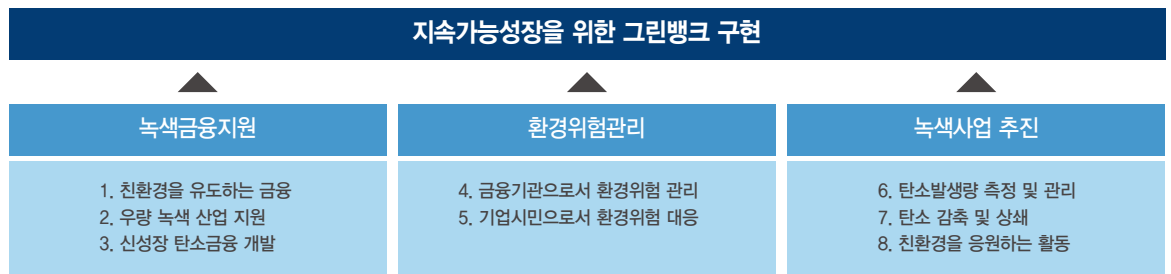 지속가능성장을 위한 그린뱅크 구현
녹색금융지원
1. 친환경을 유도하는 금융
2. 우량 녹색 산업 지원
3. 신성장 탄소금융 개발
환경위험관리
4. 금융기관으로서 환경위험 관리
5. 기업시민으로서 환경위험 대응
녹색사업 추진
6. 탄소발생량 측정 및 관리
7. 탄소 감축 및 상쇄
8. 친환경을 응원하는 활동